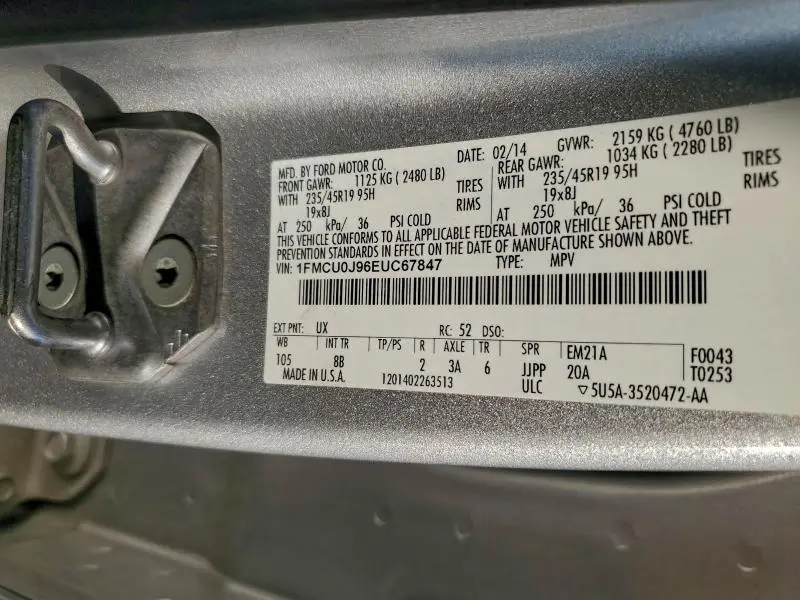 MFD. BY FORD MOTOR CO.
DATE: 02/14 GVWR: 2159 KG ( 4760 LB)
FRONT GAWR: 1125 KG ( 2480 LB) REAR GAWR: 1034 KG ( 2280 LB)
WITH 235/45R19 95H TIRES WITH 235/45R19 95H TIRES
19x8J RIMS 19x8J RIMS
AT 250 kPa/ 36 PSI COLD AT 250 kPa/ 36 PSI COLD
THIS VEHICLE CONFORMS TO ALL APPLICABLE FEDERAL MOTOR VEHICLE SAFETY AND THEFT
PREVENTION STANDARDS IN EFFECT ON THE DATE OF MANUFACTURE SHOWN ABOVE.
VIN: 1FMCU0J96EUC67847 TYPE: MPV
EXT PNT: UX RC: 52 DSO:
WB INT TR TP/PS R AXLE TR SPR EM21A F0043
105 8B 2 3A 6 JJPP 20A T0253
MADE IN U.S.A. 1201402263513 ULC ▽5U5A-3520472-AA